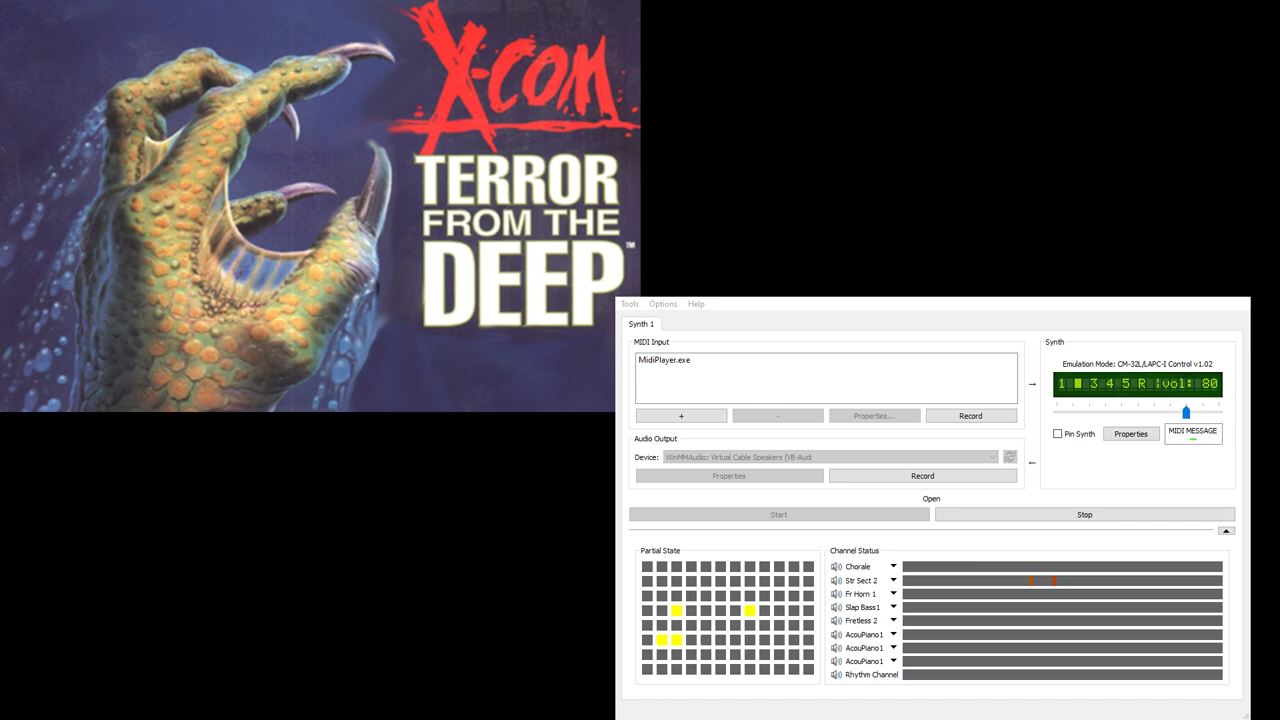 X-COM
TERROR
FROM THE
DEEP™
Tools Options Help
Synth 1
MIDI Input
MidiPlayer.exe
+ - Properties... Record
Audio Output
Device: WinMMAudio: Virtual Cable Speakers (VB-Audi
Properties Record
Synth
Emulation Mode: CM-32L/LAPC-I Control v1.02
1 3 4 5 R |vol: 80
Pin Synth Properties MIDI MESSAGE
Open
Start Stop
Partial State
Channel Status
Chorale
Str Sect 2
Fr Horn 1
Slap Bass1
Fretless 2
AcouPiano1
AcouPiano1
AcouPiano1
Rhythm Channel